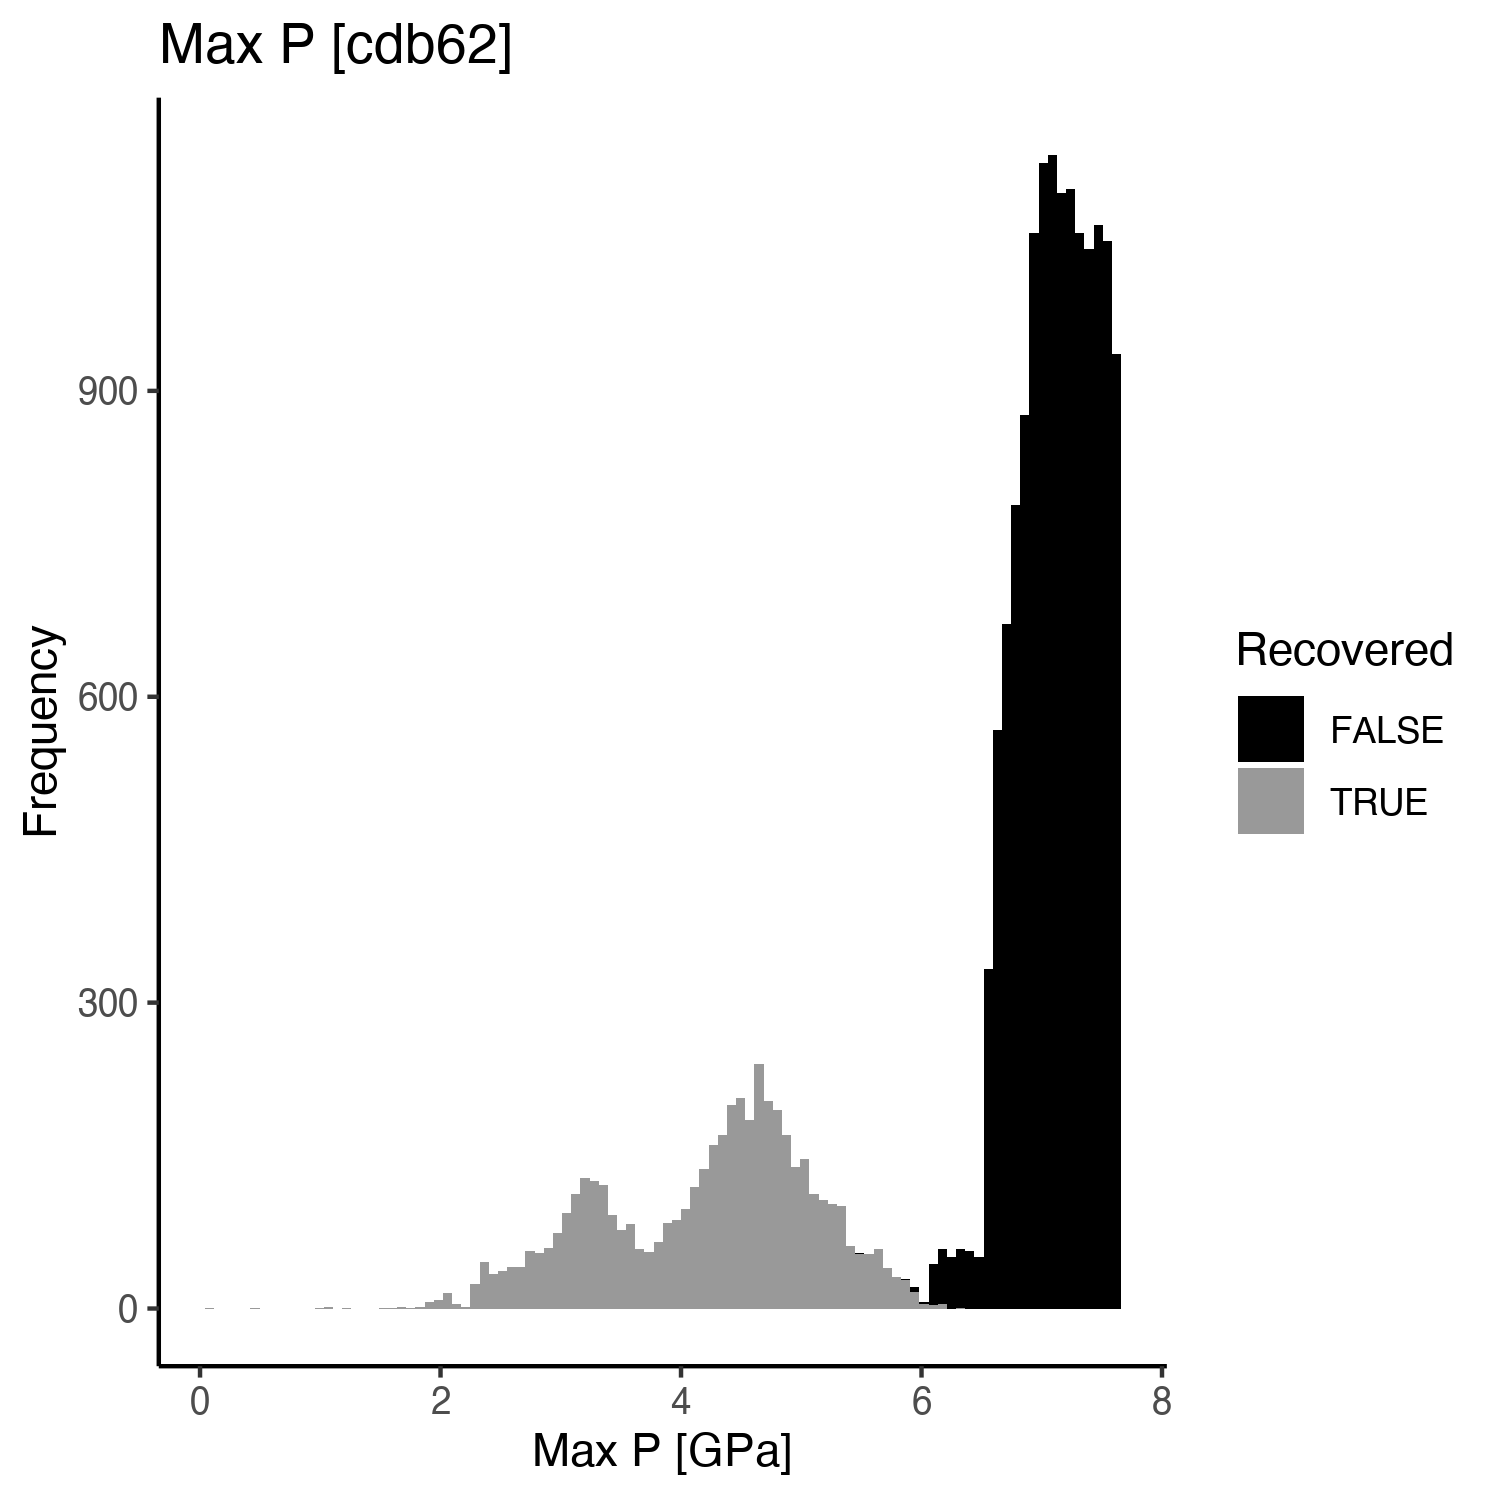 Max P [cdb62]
Frequency
900
600
300
0
0 2 4 6 8
Max P [GPa]
Recovered
FALSE
TRUE